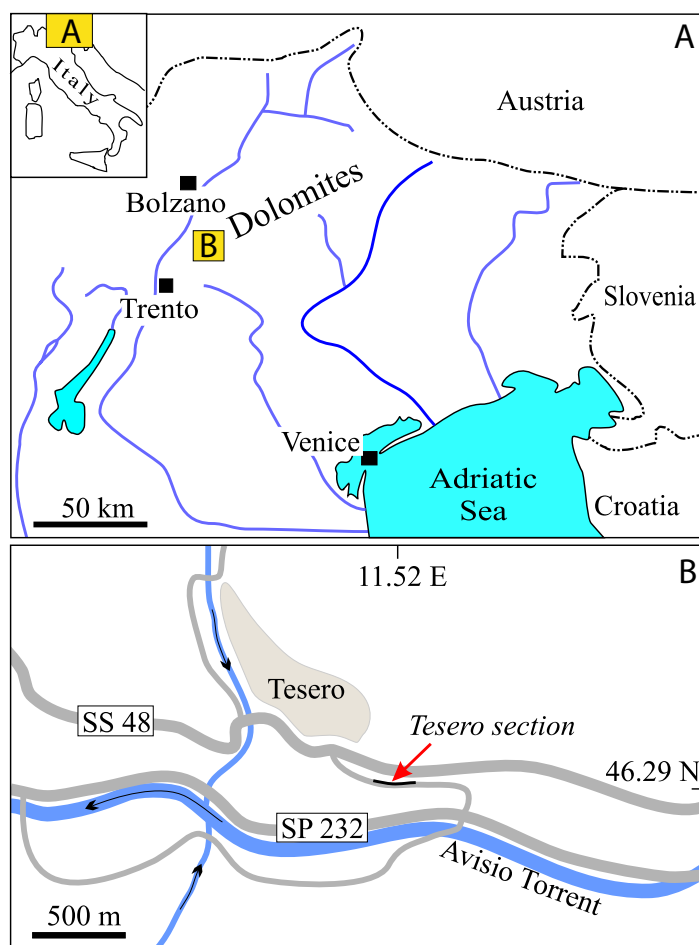 A
Italy
A
Austria
Bolzano
Dolomites
B
Trento
Slovenia
Venice
Adriatic
Sea
Croatia
50 km
B
11.52 E
Tesero
SS 48
Tesero section
46.29 N
SP 232
Avisio Torrent
500 m